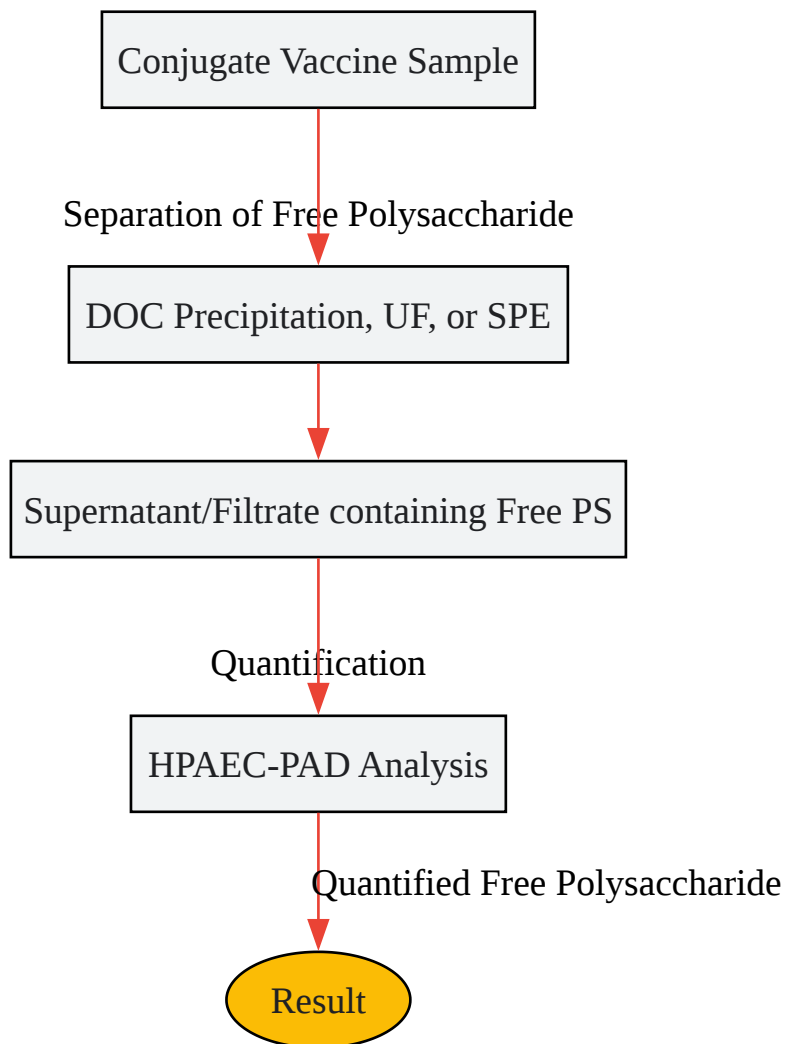 Conjugate Vaccine Sample
Separation of Free Polysaccharide
DOC Precipitation, UF, or SPE
Supernatant/Filtrate containing Free PS
Quantification
HPAEC-PAD Analysis
Quantified Free Polysaccharide
Result